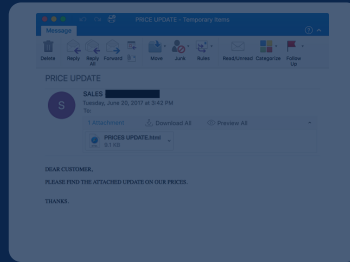 PRICE UPDATE - Temporary Items
Message
Delete Reply Reply All Forward Move Junk Rules Read/Unread Categorize Follow Up
PRICE UPDATE
S
SALES
Tuesday, June 20, 2017 at 3:42 PM
To:
1 Attachment Download All Preview All
PRICES UPDATE.html
DEAR CUSTOMER,
PLEASE FIND THE ATTACHED UPDATE ON OUR PRICES.
THANKS.